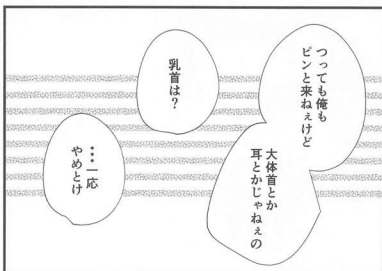 つっても俺も
ピンと来ねぇけど
大体首とか
耳とかじゃねぇの
乳首は？
・・・一応
やめとけ